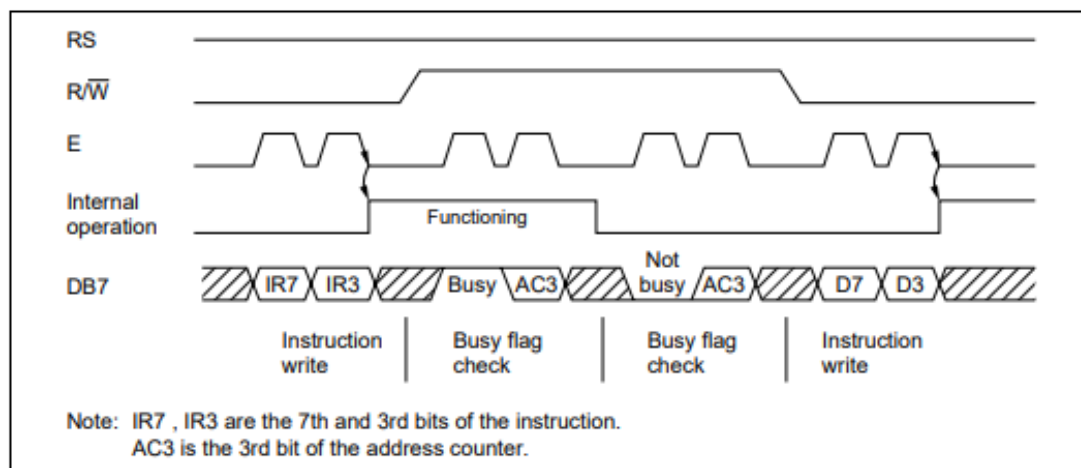 RS
R/W̅
E
Internal
operation
Functioning
DB7
IR7 IR3 Busy AC3 Not busy AC3 D7 D3
Instruction
write
Busy flag
check
Busy flag
check
Instruction
write
Note: IR7 , IR3 are the 7th and 3rd bits of the instruction.
AC3 is the 3rd bit of the address counter.